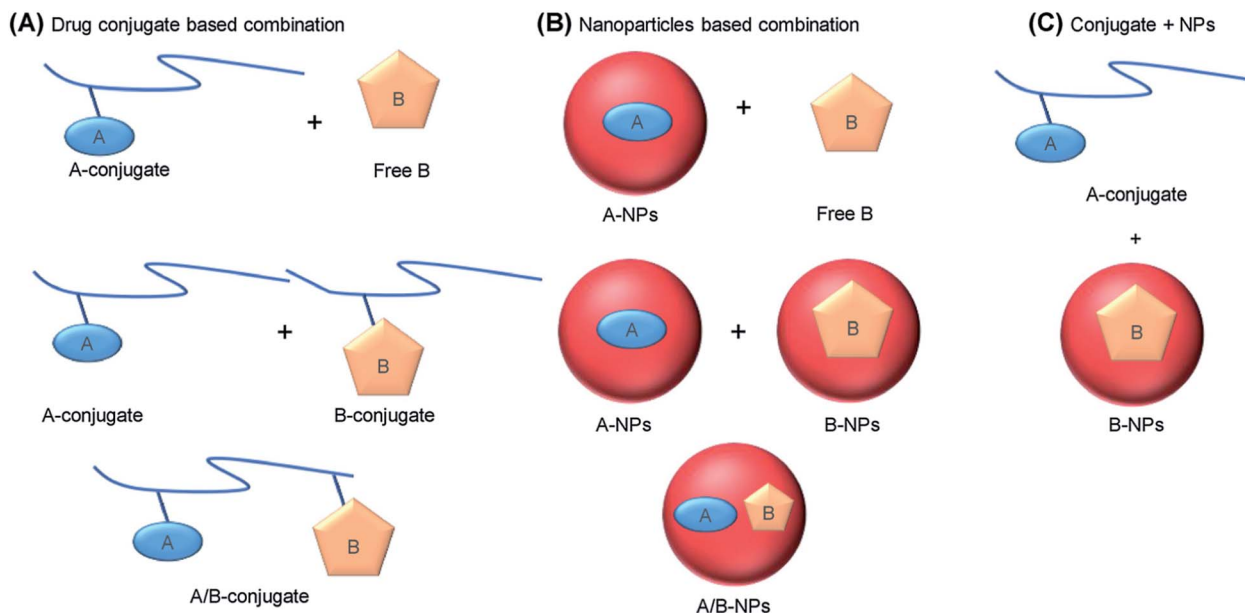 (A) Drug conjugate based combination
A
+
B
A-conjugate
Free B
A
+
B
A-conjugate
B-conjugate
A
B
A/B-conjugate
(B) Nanoparticles based combination
A
+
B
A-NPs
Free B
A
+
B
A-NPs
B-NPs
A
B
A/B-NPs
(C) Conjugate + NPs
A
A-conjugate
+
B
B-NPs